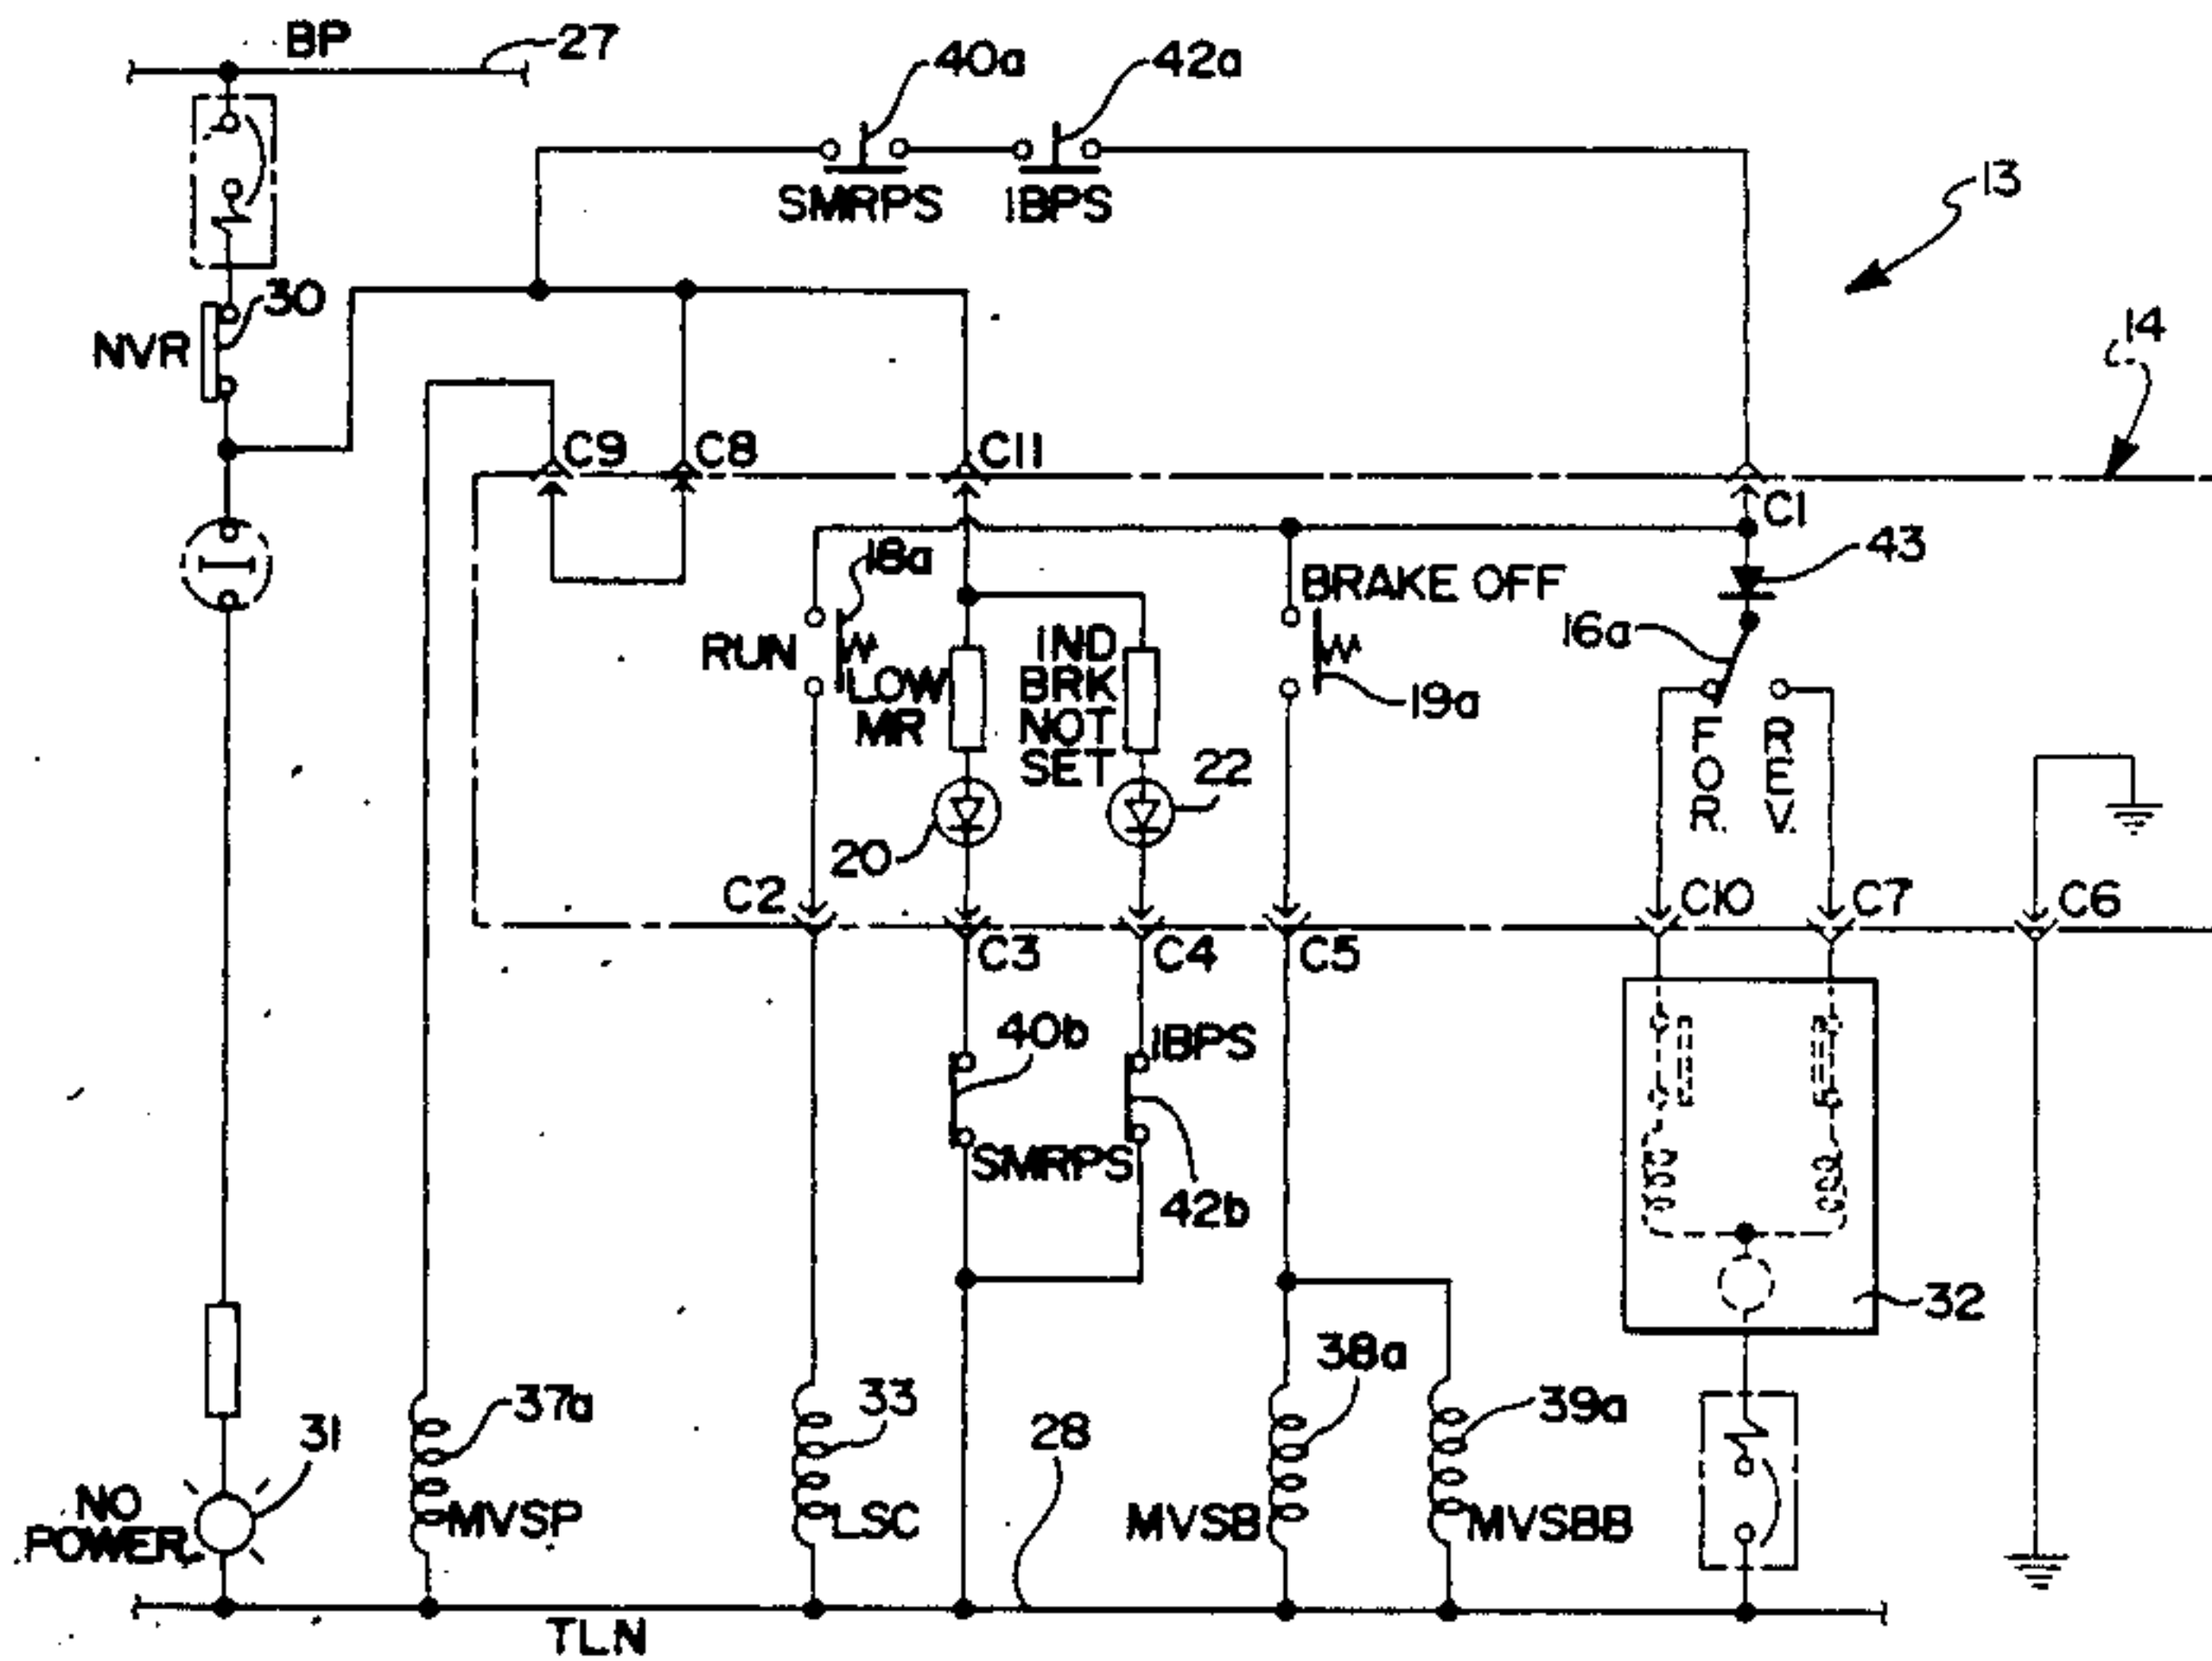 BP
27
40a
42a
SMRPS
IBPS
13
30
NVR
14
C9
C8
C11
C1
18a
BRAKE OFF
43
16a
RUN
LOW
MR
IND
BRK
NOT
SET
19a
FOR.
REV.
22
20
C2
C10
C7
C6
C3
C4
C5
40b
IBPS
SMRPS
42b
32
38a
37a
33
39a
31
28
NO
POWER
MVSP
LSC
MVSB
MVSBB
TLN